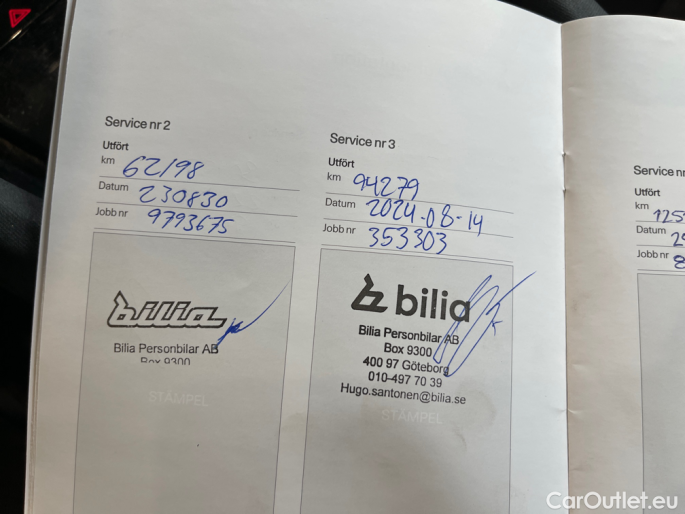 Service nr 2
Utfört
km 62198
Datum 230830
Jobb nr 9793675
bilia
Bilia Personbilar AB
Box 9300
STÄMPEL
Service nr 3
Utfört
km 94279
Datum 2024-08-14
Jobb nr 353303
bilia
Bilia Personbilar AB
Box 9300
400 97 Göteborg
010-497 70 39
Hugo.santonen@bilia.se
STÄMPEL
Utfört
km
Datum
Jobb nr
CarOutlet.eu